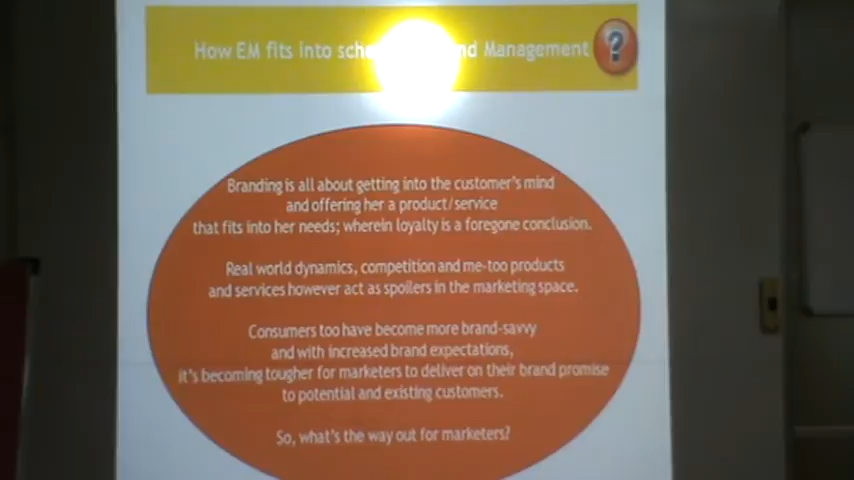 How EM fits into sch nd Management ?
Branding is all about getting into the customer's mind
and offering her a product/service
that fits into her needs; wherein loyalty is a foregone conclusion.
Real world dynamics, competition and me-too products
and services however act as spoilers in the marketing space.
Consumers too have become more brand-savvy
and with increased brand expectations,
it's becoming tougher for marketers to deliver on their brand promise
to potential and existing customers.
So, what's the way out for marketers?